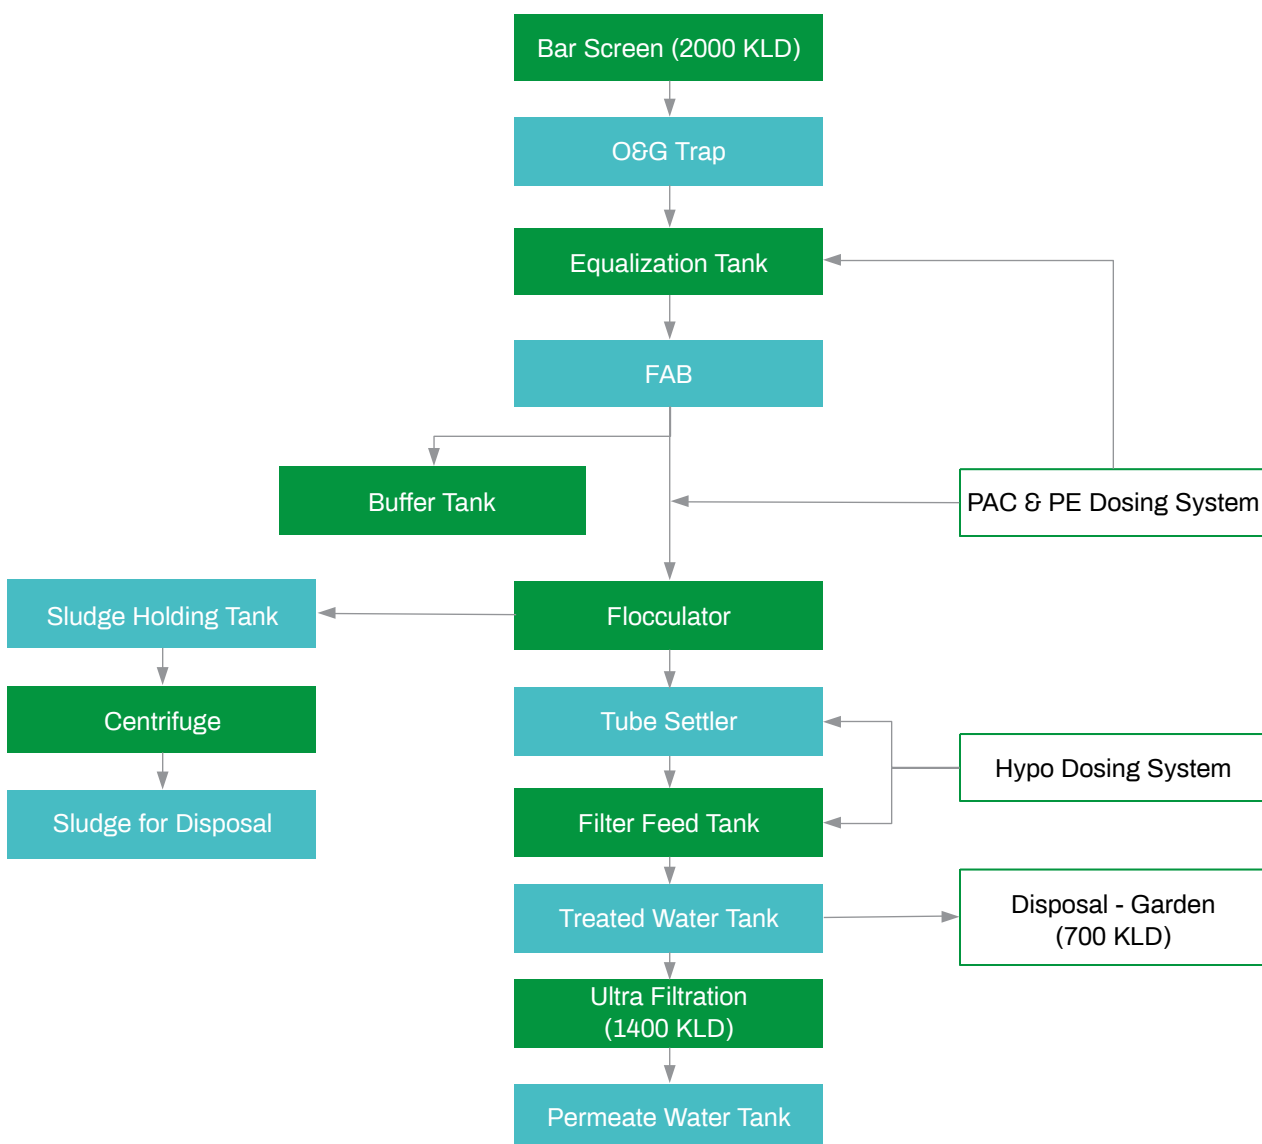 Bar Screen (2000 KLD)
O&G Trap
Equalization Tank
FAB
Buffer Tank
PAC & PE Dosing System
Sludge Holding Tank
Flocculator
Centrifuge
Tube Settler
Hypo Dosing System
Sludge for Disposal
Filter Feed Tank
Treated Water Tank
Disposal - Garden
(700 KLD)
Ultra Filtration
(1400 KLD)
Permeate Water Tank